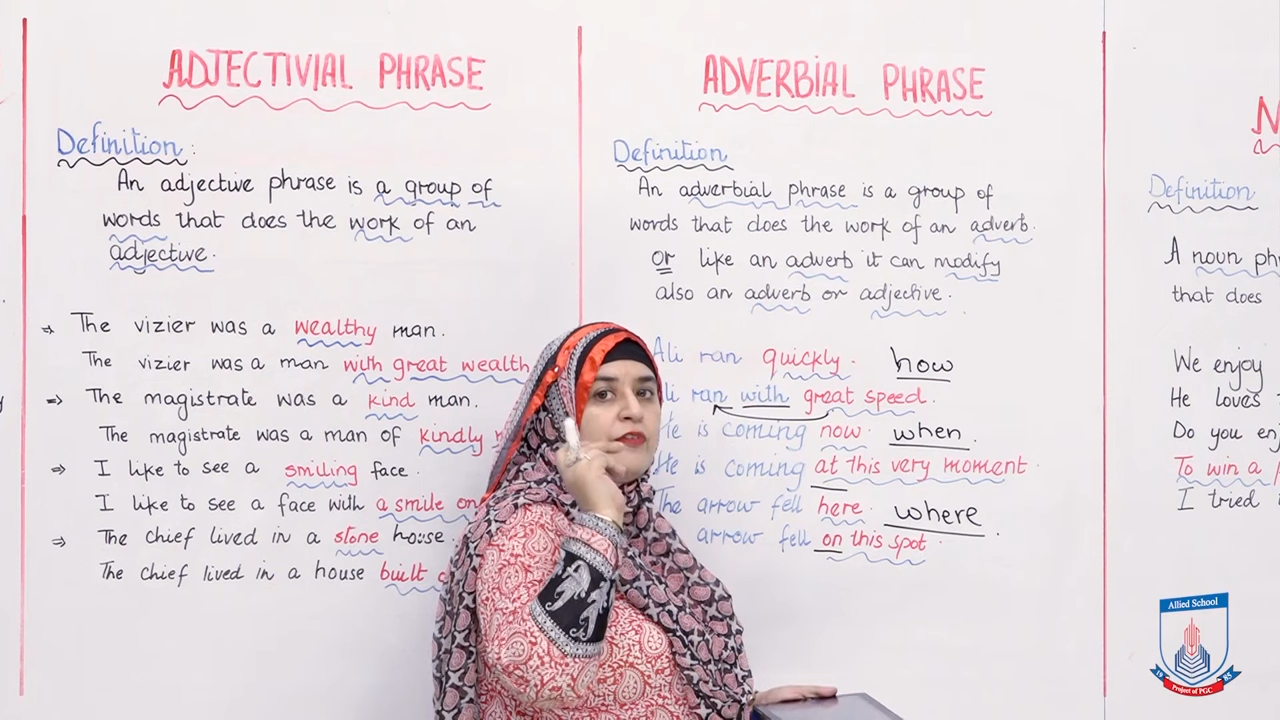 ADJECTIVIAL PHRASE
Definition:
An adjective phrase is a group of
words that does the work of an
adjective.
⇒ The vizier was a wealthy man.
The vizier was a man with great wealth
⇒ The magistrate was a kind man.
The magistrate was a man of kindly
⇒ I like to see a smiling face.
I like to see a face with a smile on
⇒ The chief lived in a stone house.
The chief lived in a house built
ADVERBIAL PHRASE
Definition
An adverbial phrase is a group of
words that does the work of an adverb.
or like an adverb it can modify
also an adverb or adjective.
Ali ran quickly. how
ran with great speed.
He is coming now. when.
He is coming at this very moment.
The arrow fell here. where.
arrow fell on this spot.
N
Definition
A noun
that does
We enjoy
He loves
Do you
To win a
I tried
Allied School
19 85
Project of PGC